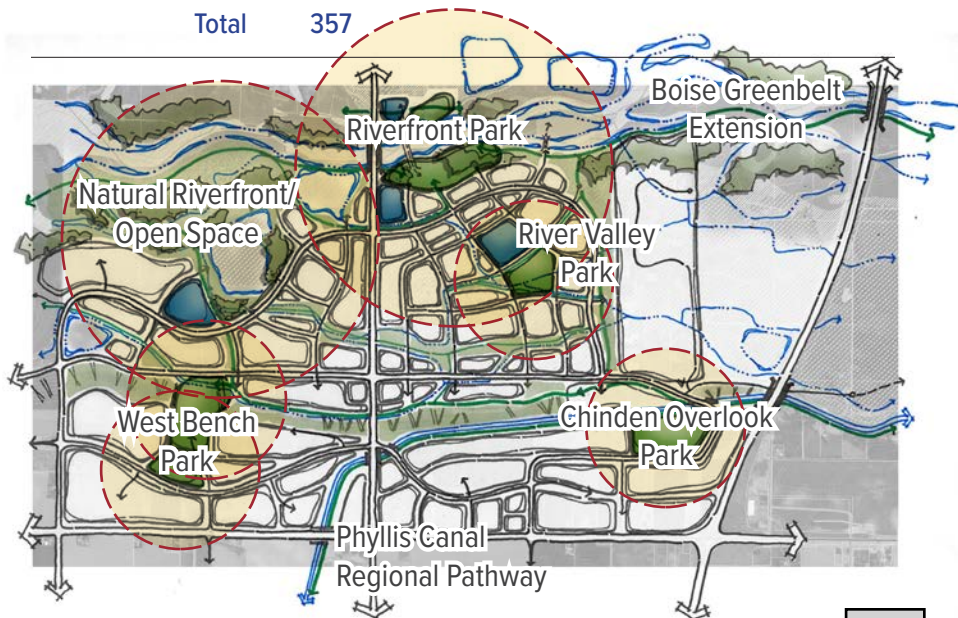 Total 357
Boise Greenbelt
Extension
Riverfront Park
Natural Riverfront/
Open Space
River Valley
Park
West Bench
Park
Chinden Overlook
Park
Phyllis Canal
Regional Pathway